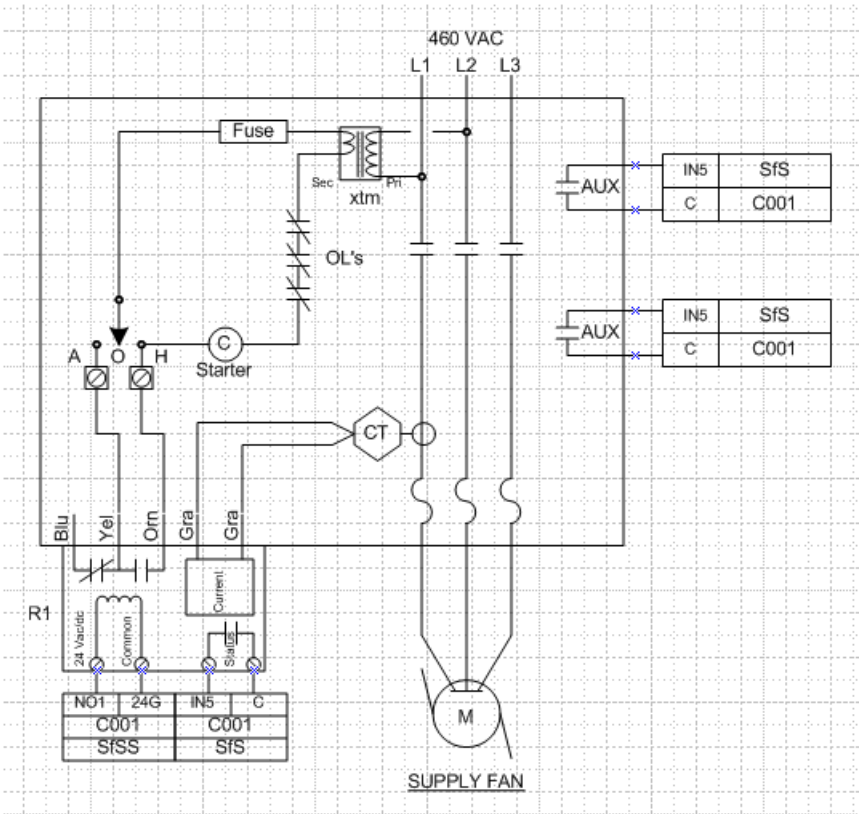 460 VAC
L1 L2 L3
Fuse
Sec Pri
xtm
OL's
AUX
IN5 SfS
C C001
AUX
IN5 SfS
C C001
A O H
C
Starter
CT
Blu Yel Orn Gra Gra
Current
R1
24 Vac/dc Common Status
NO1 24G IN5 C
C001 C001
SfSS SfS
M
SUPPLY FAN